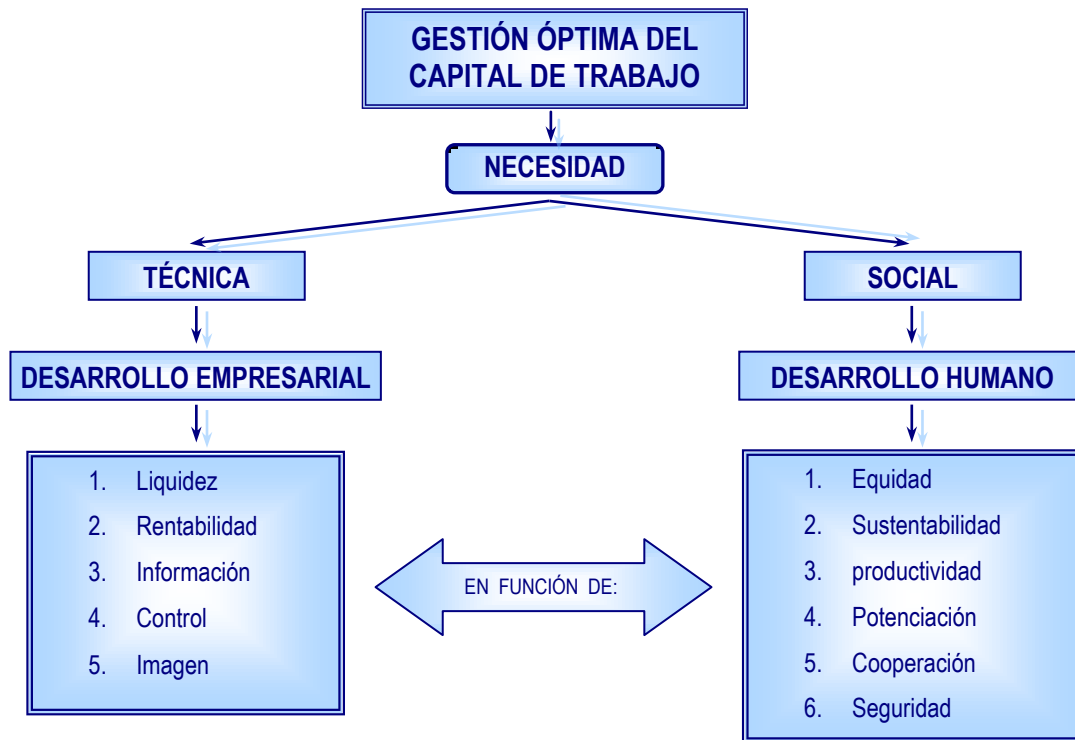 GESTIÓN ÓPTIMA DEL
CAPITAL DE TRABAJO
NECESIDAD
TÉCNICA
SOCIAL
DESARROLLO EMPRESARIAL
DESARROLLO HUMANO
1. Liquidez
2. Rentabilidad
3. Información
4. Control
5. Imagen
EN FUNCIÓN DE:
1. Equidad
2. Sustentabilidad
3. productividad
4. Potenciación
5. Cooperación
6. Seguridad